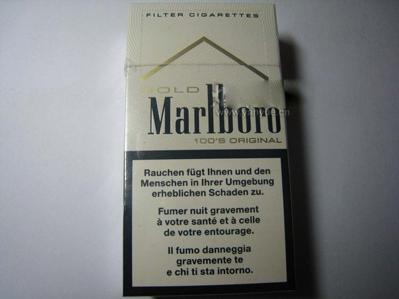 FILTER CIGARETTES
GOLD
Marlboro
100'S ORIGINAL
Rauchen fügt Ihnen und den
Menschen in Ihrer Umgebung
erheblichen Schaden zu.
Fumer nuit gravement
à votre santé et à celle
de votre entourage.
Il fumo danneggia
gravemente te
e chi ti sta intorno.